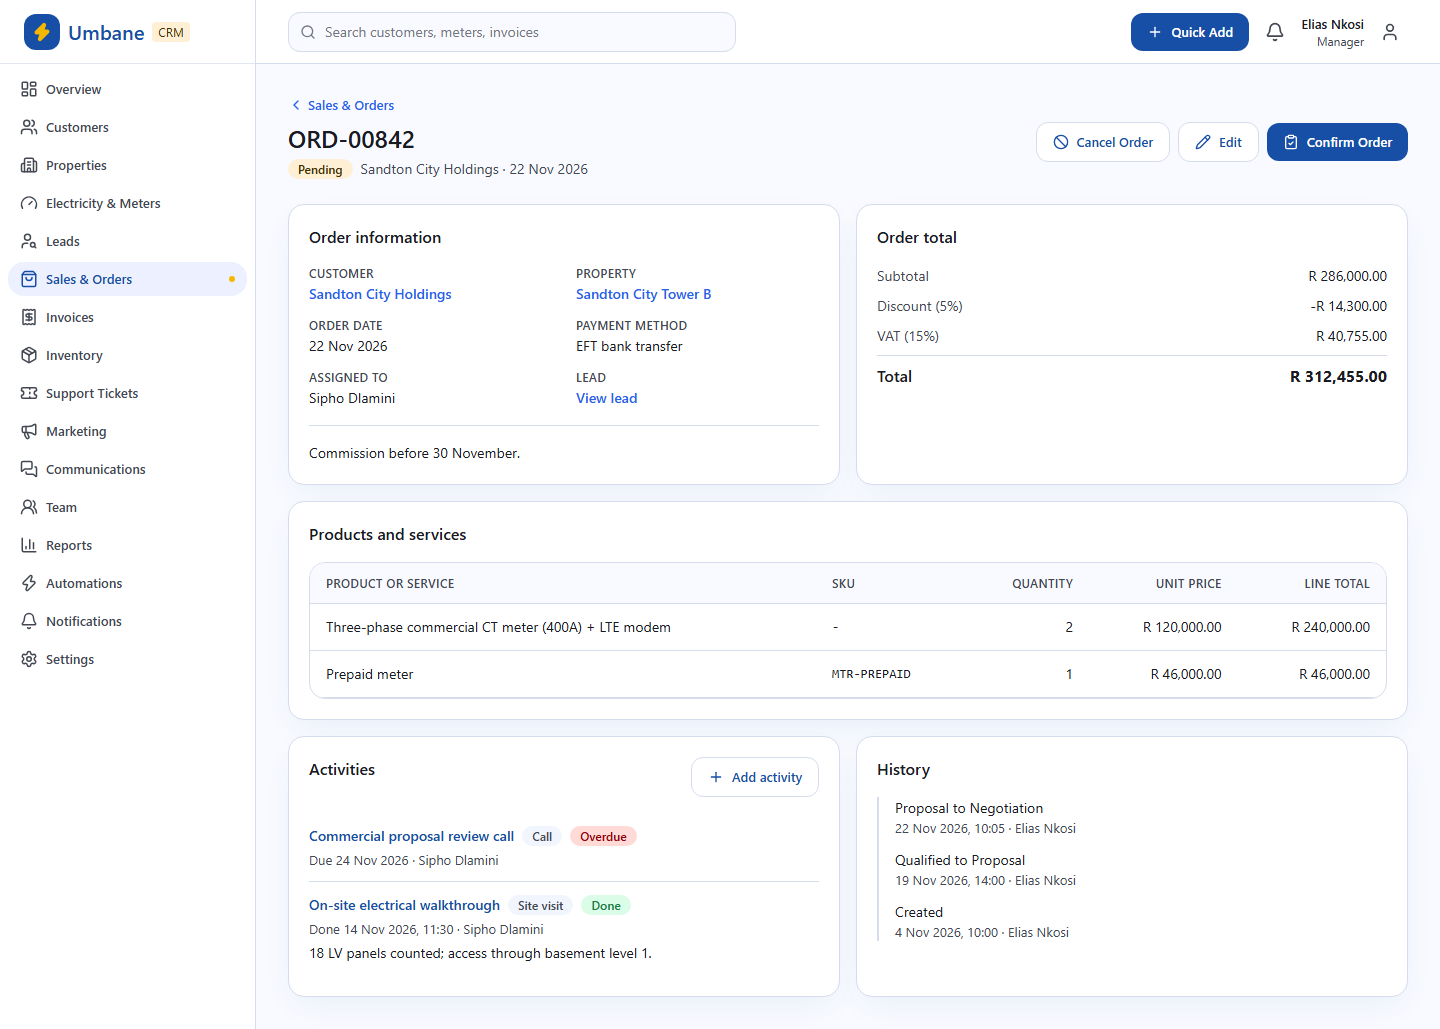 Umbane CRM
Search customers, meters, invoices
Quick Add
Elias Nkosi
Manager
Overview
Customers
Properties
Electricity & Meters
Leads
Sales & Orders
Invoices
Inventory
Support Tickets
Marketing
Communications
Team
Reports
Automations
Notifications
Settings
Sales & Orders
ORD-00842
Pending Sandton City Holdings · 22 Nov 2026
Cancel Order
Edit
Confirm Order
Order information
CUSTOMER PROPERTY
Sandton City Holdings Sandton City Tower B
ORDER DATE PAYMENT METHOD
22 Nov 2026 EFT bank transfer
ASSIGNED TO LEAD
Sipho Dlamini View lead
Commission before 30 November.
Order total
Subtotal R 286,000.00
Discount (5%) -R 14,300.00
VAT (15%) R 40,755.00
Total R 312,455.00
Products and services
PRODUCT OR SERVICE SKU QUANTITY UNIT PRICE LINE TOTAL
Three-phase commercial CT meter (400A) + LTE modem - 2 R 120,000.00 R 240,000.00
Prepaid meter MTR-PREPAID 1 R 46,000.00 R 46,000.00
Activities
Add activity
Commercial proposal review call Call Overdue
Due 24 Nov 2026 · Sipho Dlamini
On-site electrical walkthrough Site visit Done
Done 14 Nov 2026, 11:30 · Sipho Dlamini
18 LV panels counted; access through basement level 1.
History
Proposal to Negotiation
22 Nov 2026, 10:05 · Elias Nkosi
Qualified to Proposal
19 Nov 2026, 14:00 · Elias Nkosi
Created
4 Nov 2026, 10:00 · Elias Nkosi